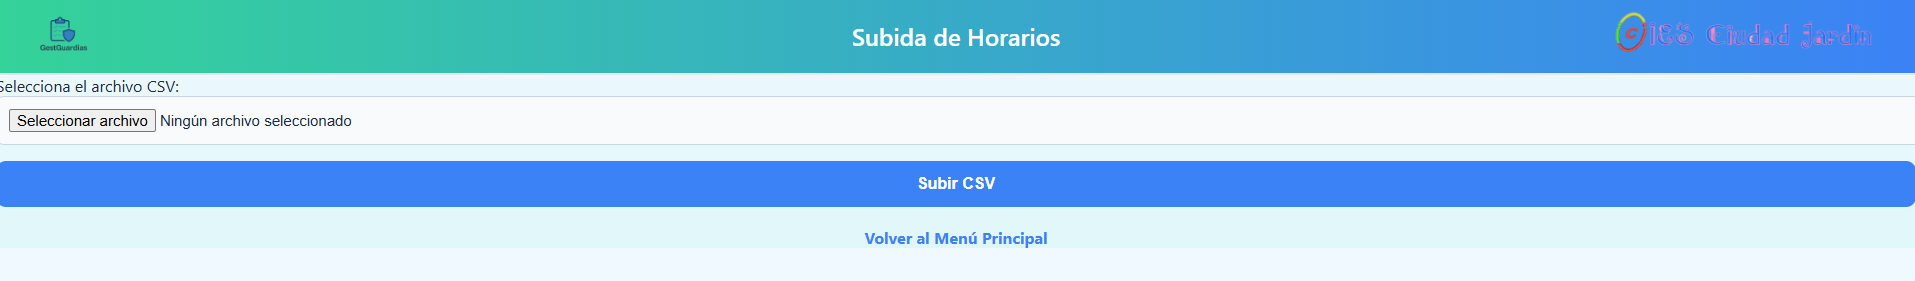 GestGuardias
Subida de Horarios
IES Ciudad Jardín
Selecciona el archivo CSV:
Seleccionar archivo Ningún archivo seleccionado
Subir CSV
Volver al Menú Principal